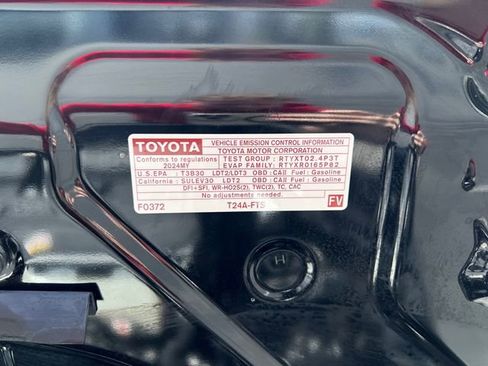 TOYOTA VEHICLE EMISSION CONTROL INFORMATION
TOYOTA MOTOR CORPORATION
Conforms to regulations TEST GROUP : RTYXT02.4P3T
2024MY EVAP FAMILY: RTYXR0165P82
U.S.EPA : T3B30 LDT2/LDT3 OBD : CAⅡ Fuel : Gasoline
California : SULEV30 LDT2 OBD : CAⅡ Fuel : Gasoline
DFI+SFI, WR-HO2S(2), TWC(2), TC, CAC
No adjustments needed.
F0372 T24A-FTS FV
H